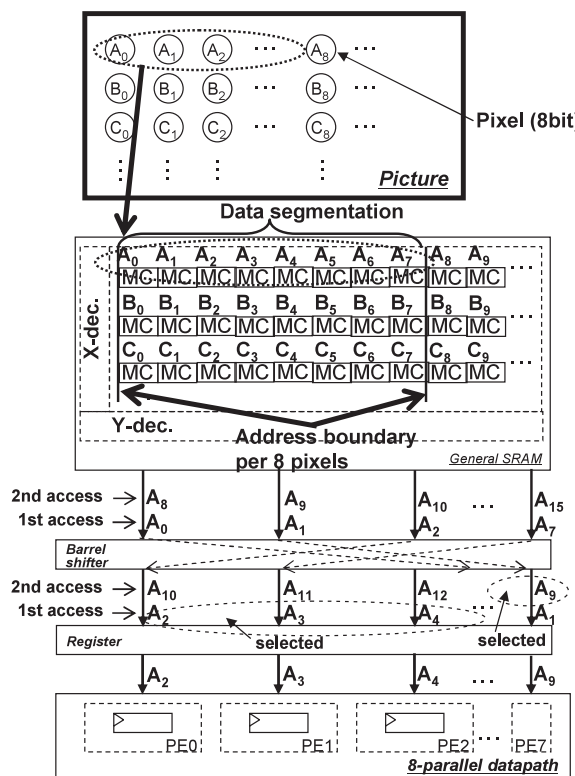 A0 A1 A2 ... A8 ...
B0 B1 B2 ... B8 ...
Pixel (8bit)
C0 C1 C2 ... C8 ...
Picture
Data segmentation
A0 A1 A2 A3 A4 A5 A6 A7 A8 A9
MC MC MC MC MC MC MC MC MC MC ...
B0 B1 B2 B3 B4 B5 B6 B7 B8 B9
MC MC MC MC MC MC MC MC MC MC ...
C0 C1 C2 C3 C4 C5 C6 C7 C8 C9
MC MC MC MC MC MC MC MC MC MC ...
X-dec.
Y-dec.
Address boundary
per 8 pixels
General SRAM
2nd access A8 A9 A10 ... A15
1st access A0 A1 A2 A7
Barrel
shifter
2nd access A10 A11 A12 A9
1st access A2 A3 A4 ... A1
Register selected selected
A2 A3 A4 ... A9
PE0 PE1 PE2 ... PE7
8-parallel datapath